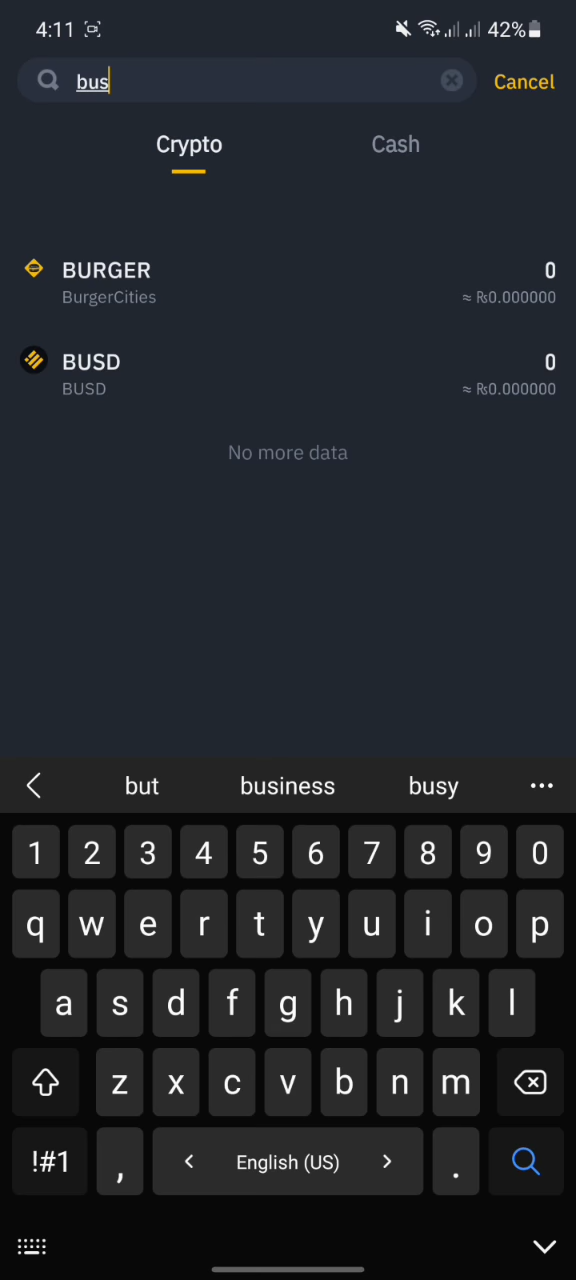 4:11 42%
bus Cancel
Crypto Cash
BURGER 0
BurgerCities ≈ ₨0.000000
BUSD 0
BUSD ≈ ₨0.000000
No more data
but business busy ...
1 2 3 4 5 6 7 8 9 0
q w e r t y u i o p
a s d f g h j k l
z x c v b n m
!#1 , < English (US) > .